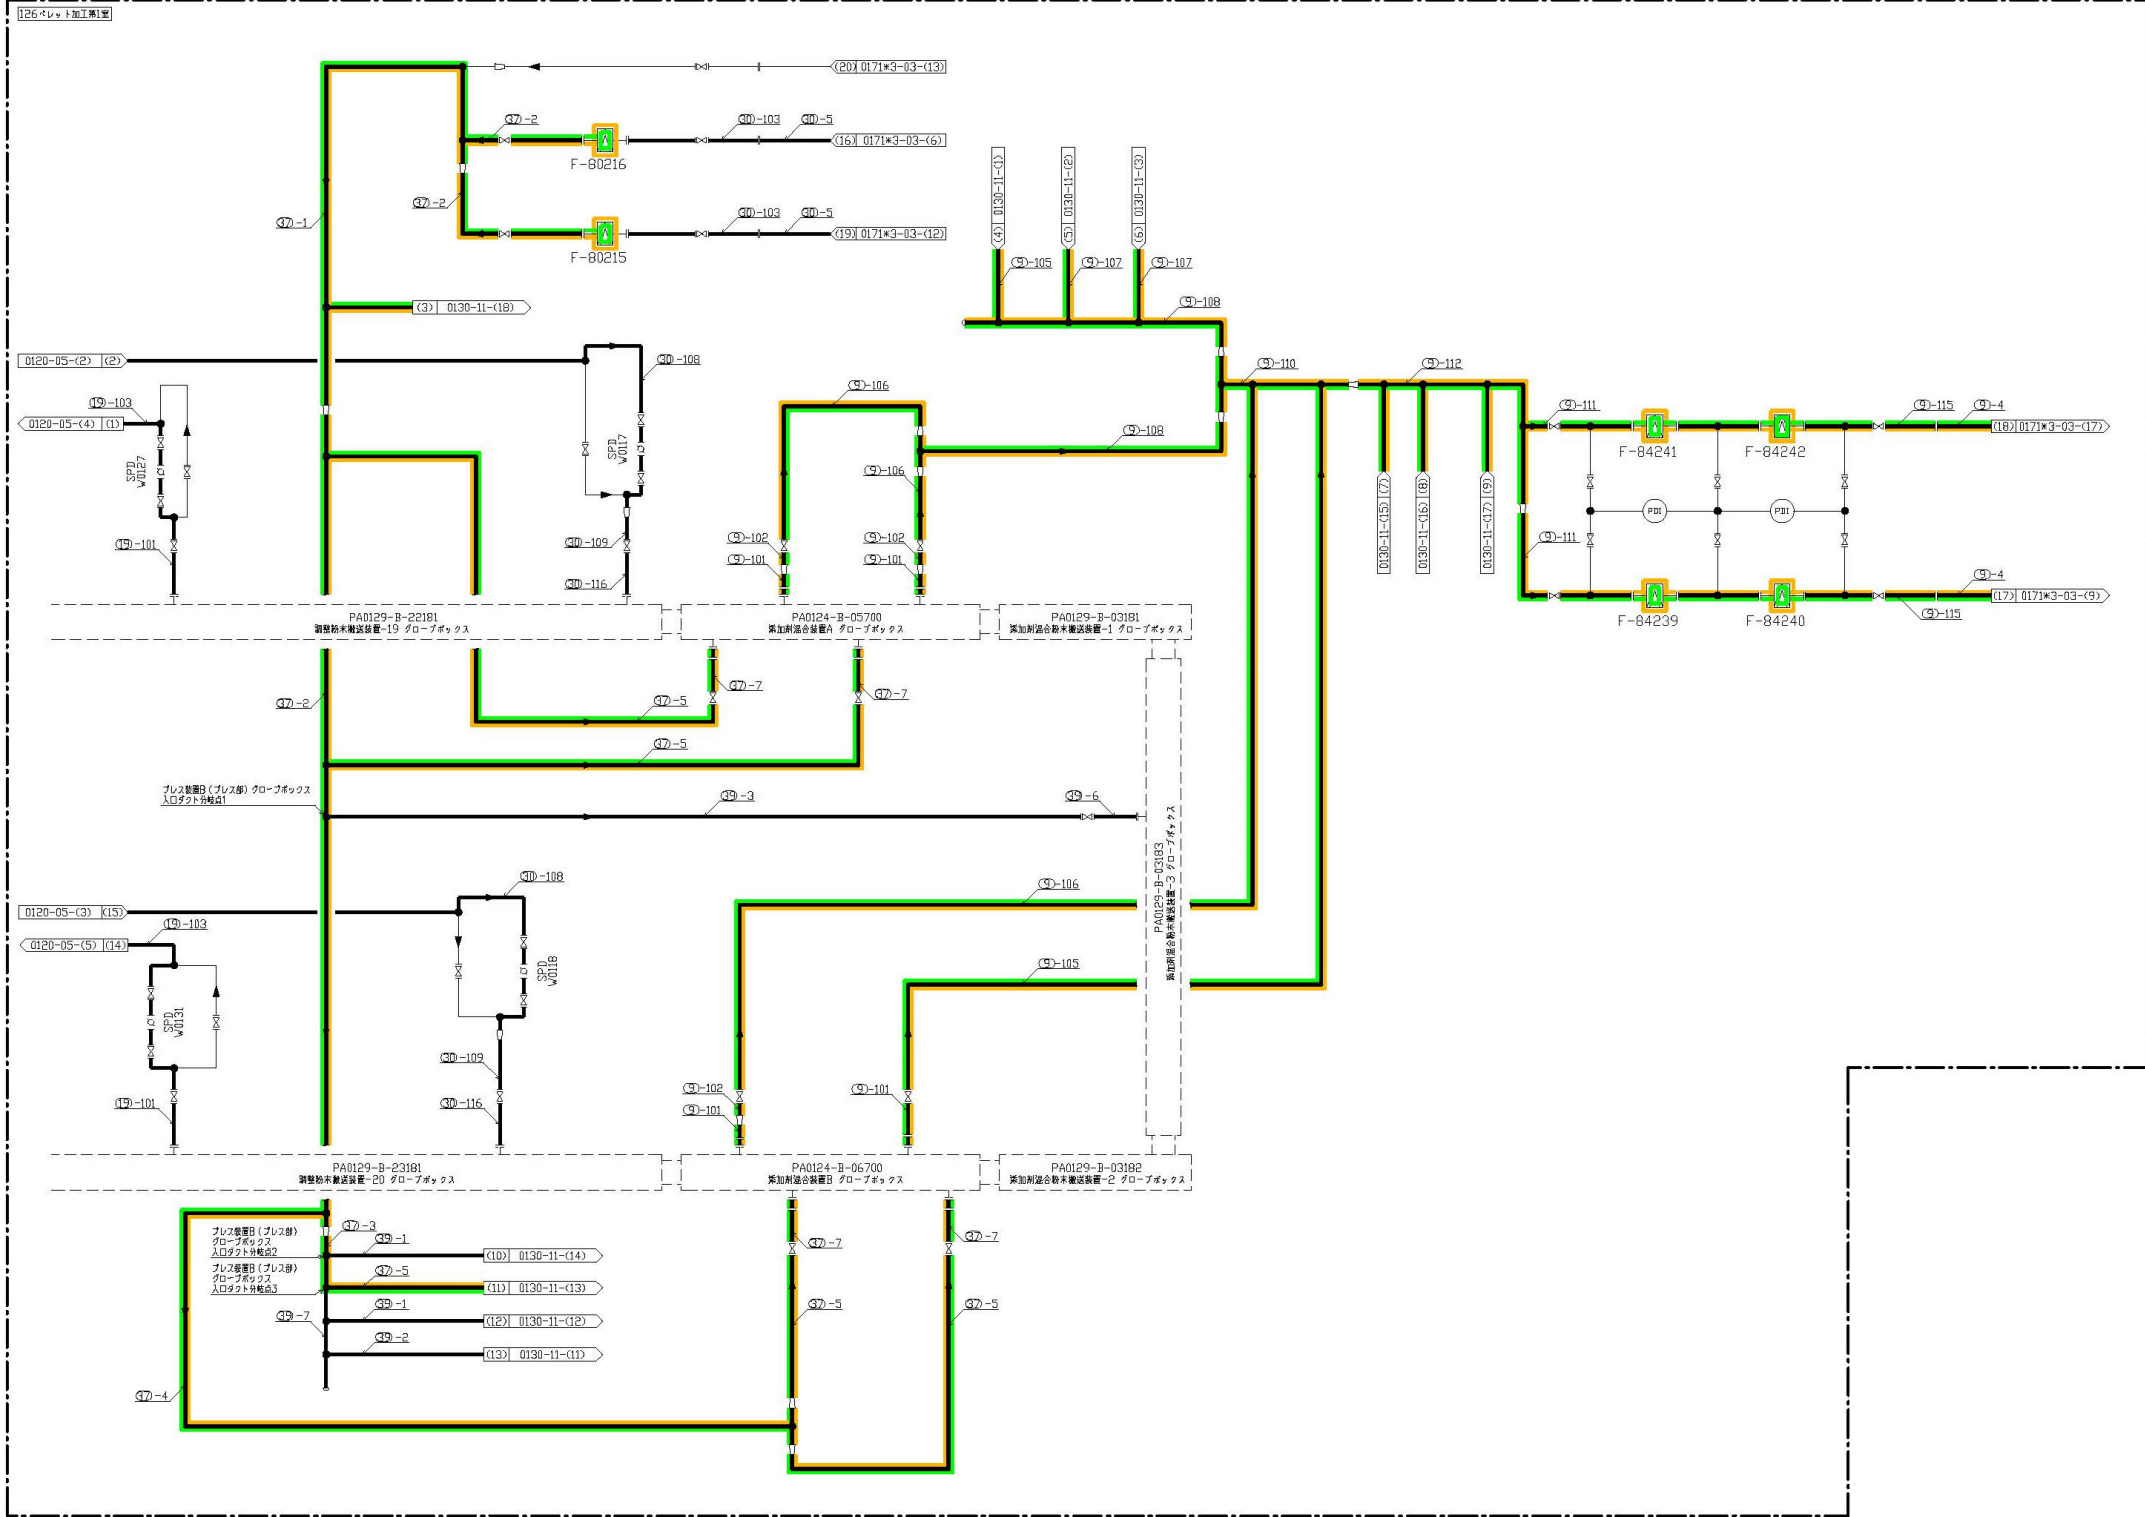 126ペレット加工第1室
(20) 0171*3-03-(13)
㊲-2
㉚-103
㉚-5
(16) 0171*3-03-(6)
F-80216
㊲-1
㊲-2
㉚-103
㉚-5
(19) 0171*3-03-(12)
F-80215
(4) 0130-11-(1)
(5) 0130-11-(2)
(6) 0130-11-(3)
⑨-105
⑨-107
⑨-107
⑨-108
(3) 0130-11-(18)
0120-05-(2) (2)
㉚-108
⑨-110
⑨-112
⑲-103
0120-05-(4) (1)
SPD
W0127
SPD
W0117
⑨-106
⑨-108
⑨-106
⑨-111
⑨-115
⑨-4
(18) 0171*3-03-(17)
F-84241
F-84242
0130-11-(15) (7)
0130-11-(16) (8)
0130-11-(17) (9)
PDI
PDI
⑲-101
㉚-109
㉚-116
⑨-102
⑨-101
⑨-102
⑨-101
⑨-111
⑨-4
(17) 0171*3-03-(9)
⑨-115
F-84239
F-84240
PA0129-B-22181
調整粉末搬送装置-19 グローブボックス
PA0124-B-05700
添加剤混合装置A グローブボックス
PA0129-B-03181
添加剤混合粉末搬送装置-1 グローブボックス
㊲-2
㊲-7
㊲-7
㊲-5
㊲-5
プレス装置B(プレス部)グローブボックス
入口ダクト分岐点1
㊴-3
㊴-6
PA0129-B-03183
添加剤混合粉末搬送装置-3 グローブボックス
㉚-108
⑨-106
0120-05-(3) (15)
⑲-103
0120-05-(5) (14)
SPD
W0131
SPD
W0118
⑨-105
⑲-101
㉚-109
㉚-116
⑨-102
⑨-101
⑨-101
PA0129-B-23181
調整粉末搬送装置-20 グローブボックス
PA0124-B-06700
添加剤混合装置B グローブボックス
PA0129-B-03182
添加剤混合粉末搬送装置-2 グローブボックス
プレス装置B(プレス部)
グローブボックス
入口ダクト分岐点2
㊲-3
㊴-1
(10) 0130-11-(14)
プレス装置B(プレス部)
グローブボックス
入口ダクト分岐点3
㊲-5
(11) 0130-11-(13)
㊴-1
(12) 0130-11-(12)
㊴-7
㊴-2
(13) 0130-11-(11)
㊲-7
㊲-7
㊲-5
㊲-5
㊲-4